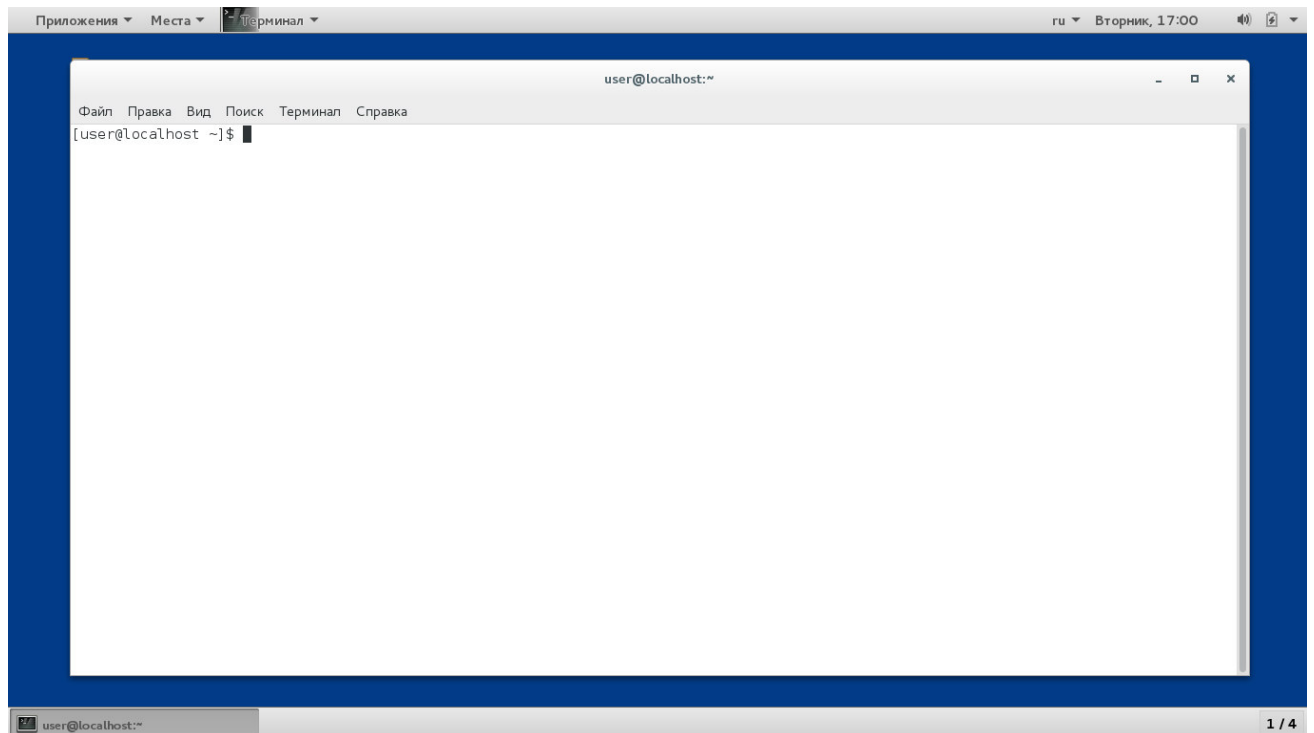 Приложения Места Терминал ru Вторник, 17:00
user@localhost:~
Файл Правка Вид Поиск Терминал Справка
[user@localhost ~]$
user@localhost:~ 1 / 4